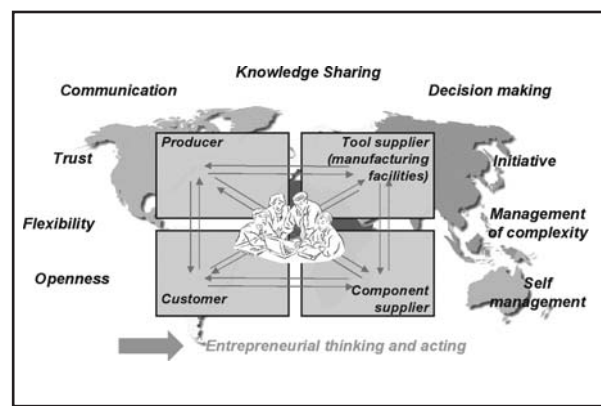 Knowledge Sharing
Communication
Decision making
Producer
Tool supplier
(manufacturing
facilities)
Trust
Initiative
Flexibility
Management
of complexity
Openness
Customer
Component
supplier
Self
management
Entrepreneurial thinking and acting